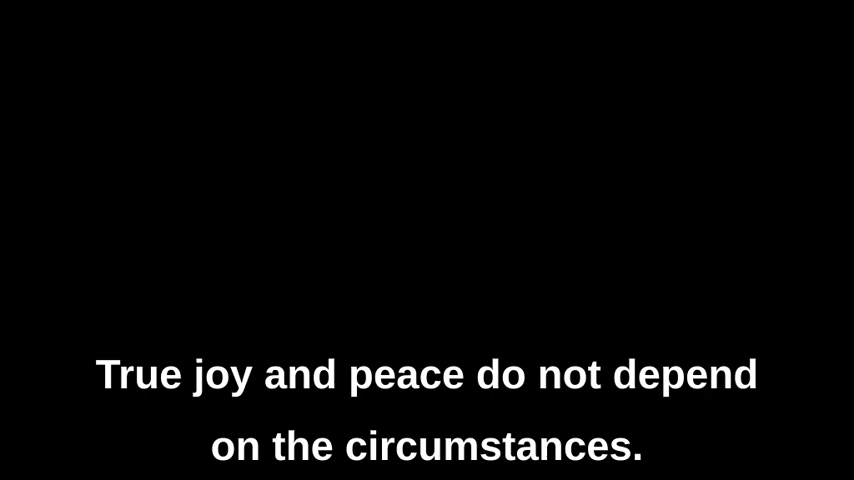 True joy and peace do not depend
on the circumstances.